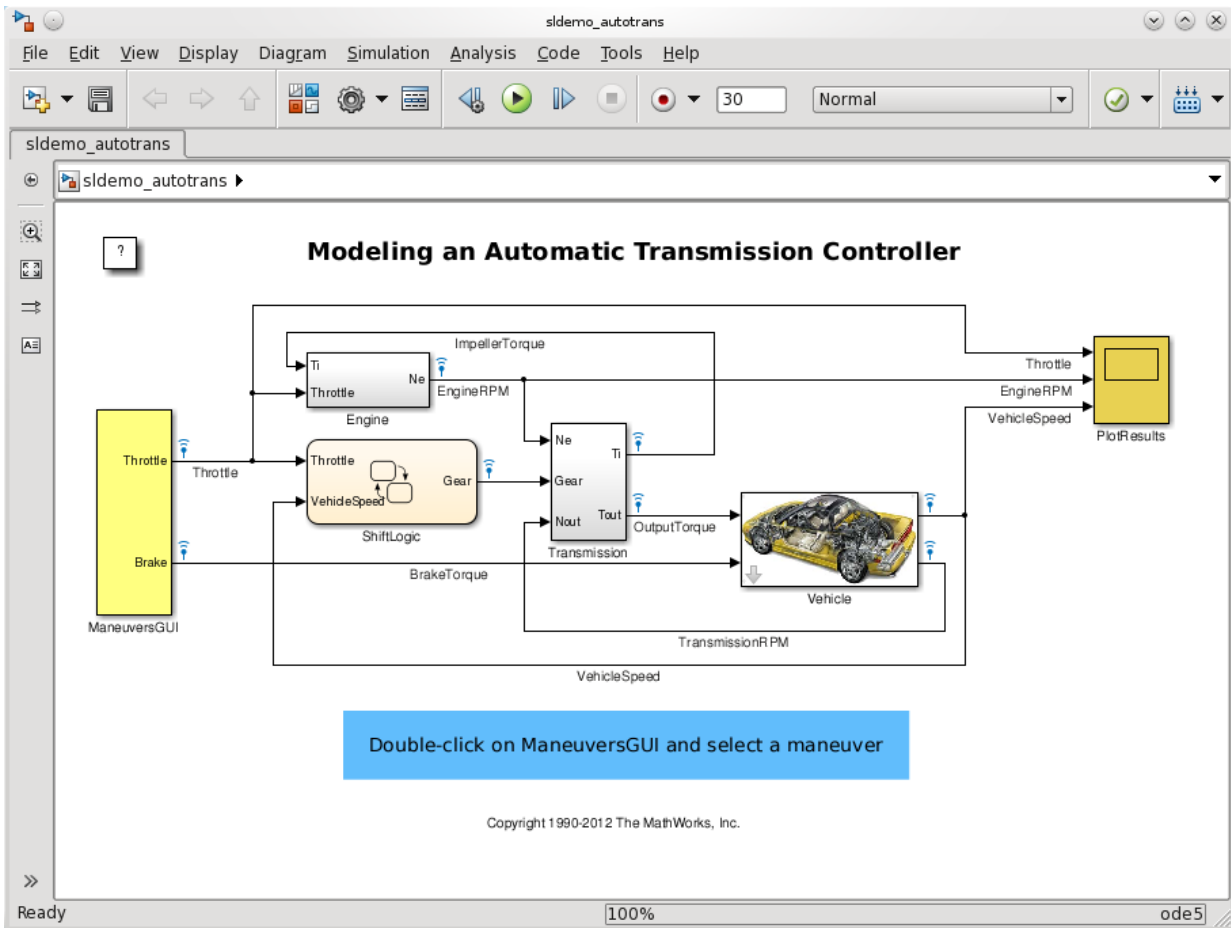 sldemo_autotrans
File Edit View Display Diagram Simulation Analysis Code Tools Help
30 Normal
sldemo_autotrans
sldemo_autotrans
?
Modeling an Automatic Transmission Controller
ImpellerTorque
Ti
Throttle
Ne
EngineRPM
Engine
Throttle
EngineRPM
VehicleSpeed
PlotResults
Throttle
Throttle
Brake
ManeuversGUI
Throttle
VehicleSpeed
Gear
ShiftLogic
Ne
Gear
Nout
Ti
Tout
Transmission
OutputTorque
BrakeTorque
Vehicle
TransmissionRPM
VehicleSpeed
Double-click on ManeuversGUI and select a maneuver
Copyright 1990-2012 The MathWorks, Inc.
Ready 100% ode5